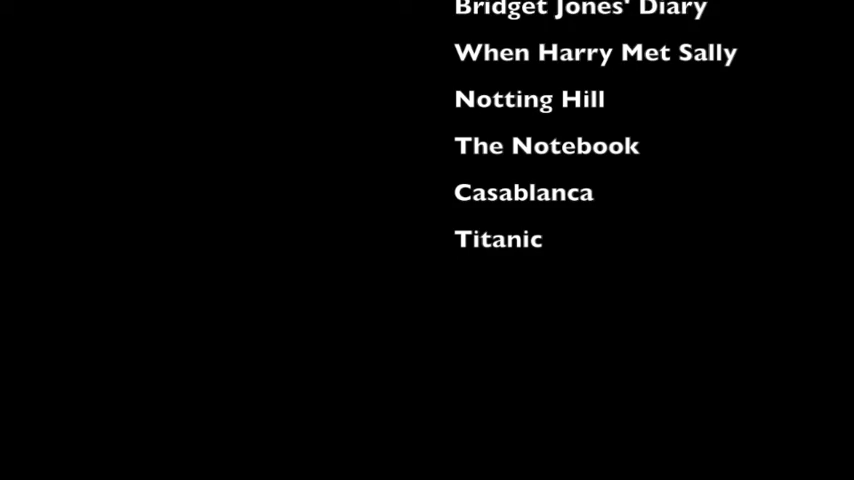 Bridget Jones' Diary
When Harry Met Sally
Notting Hill
The Notebook
Casablanca
Titanic